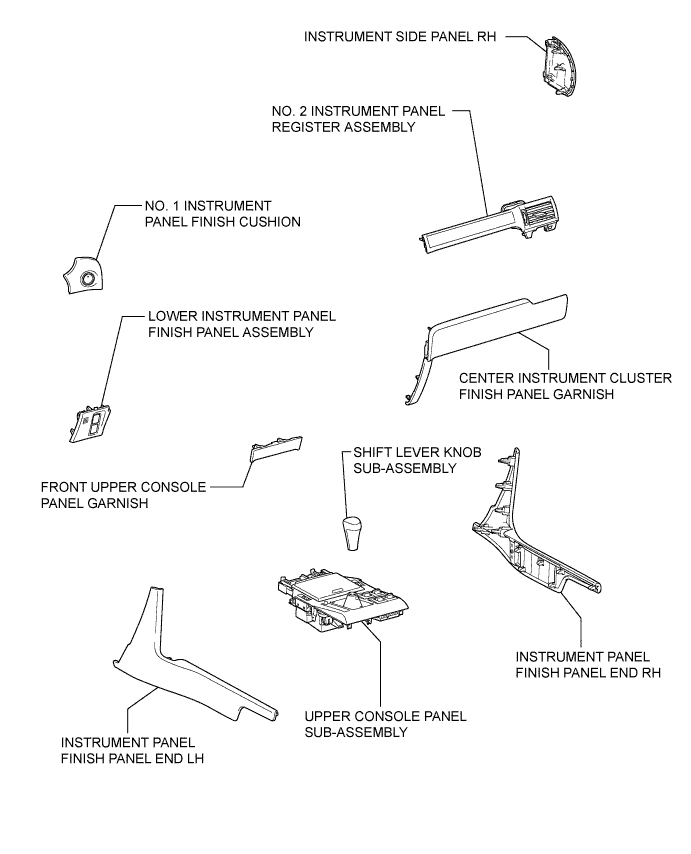 INSTRUMENT SIDE PANEL RH
NO. 2 INSTRUMENT PANEL
REGISTER ASSEMBLY
NO. 1 INSTRUMENT
PANEL FINISH CUSHION
LOWER INSTRUMENT PANEL
FINISH PANEL ASSEMBLY
CENTER INSTRUMENT CLUSTER
FINISH PANEL GARNISH
SHIFT LEVER KNOB
SUB-ASSEMBLY
FRONT UPPER CONSOLE
PANEL GARNISH
INSTRUMENT PANEL
FINISH PANEL END RH
UPPER CONSOLE PANEL
SUB-ASSEMBLY
INSTRUMENT PANEL
FINISH PANEL END LH